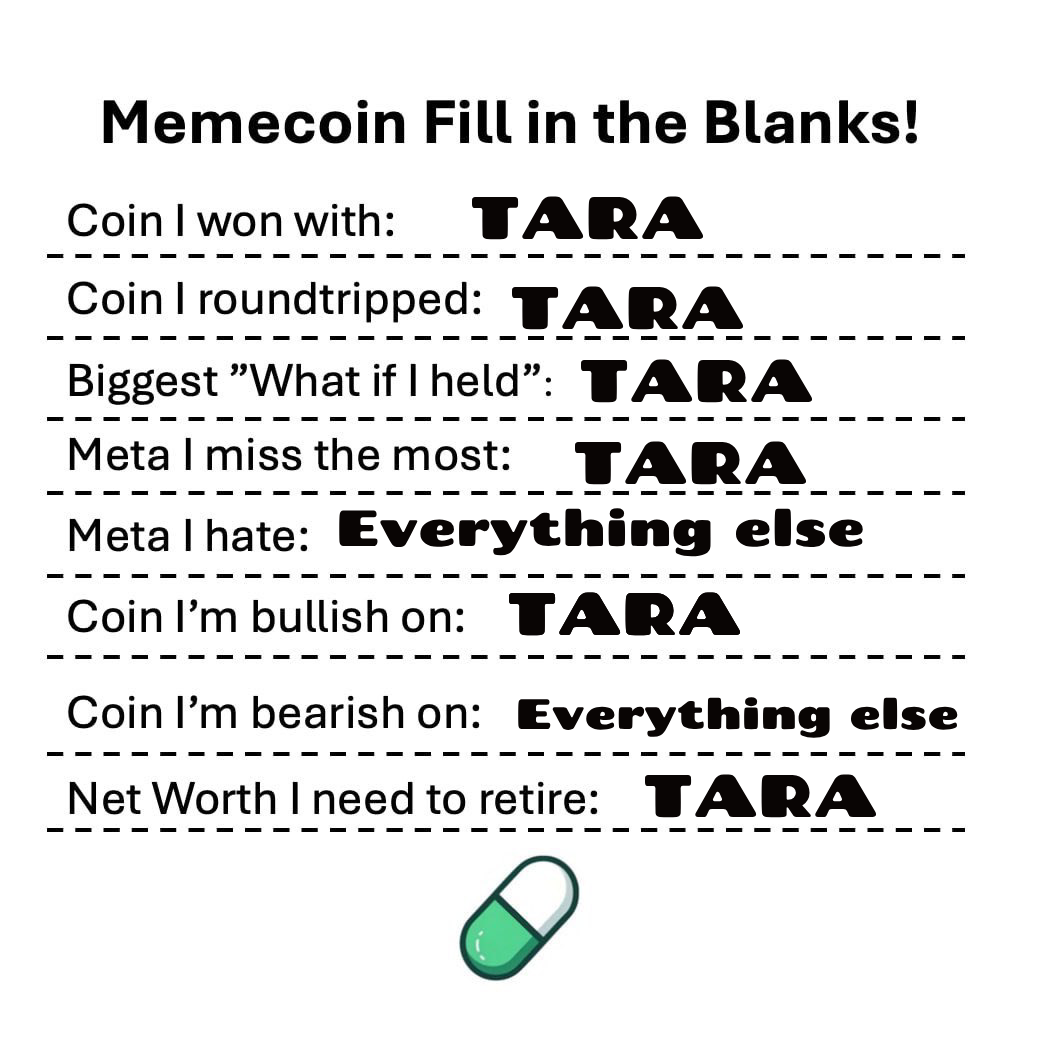 Memecoin Fill in the Blanks!
Coin I won with: TARA
Coin I roundtripped: TARA
Biggest ”What if I held”: TARA
Meta I miss the most: TARA
Meta I hate: Everything else
Coin I’m bullish on: TARA
Coin I’m bearish on: Everything else
Net Worth I need to retire: TARA